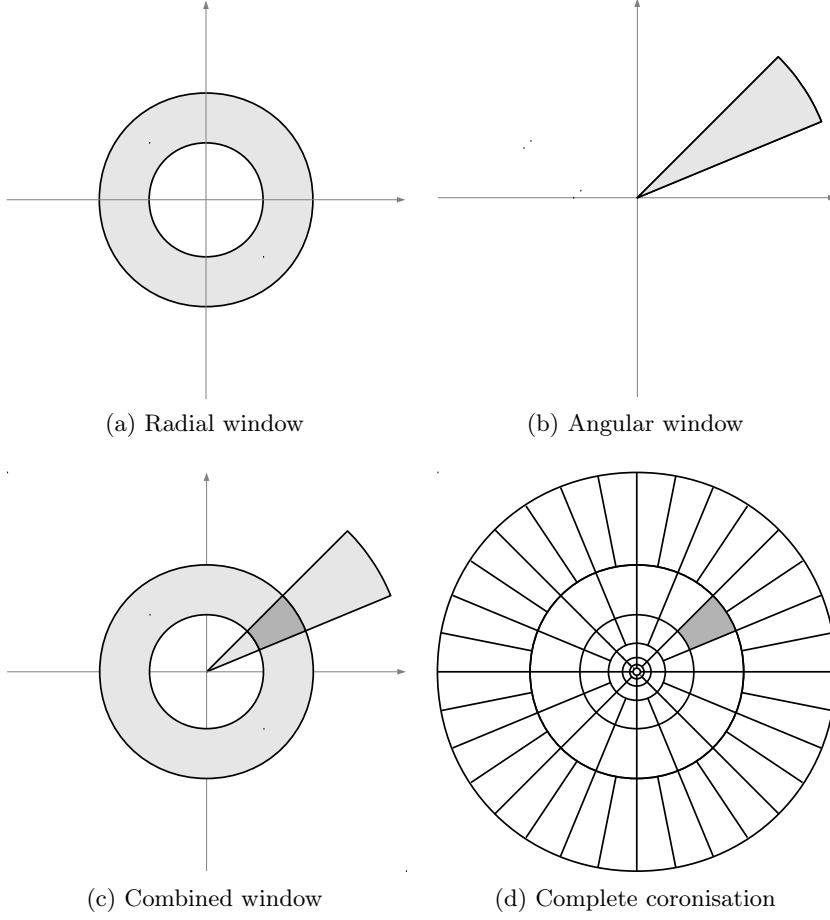 (a) Radial window
(b) Angular window
(c) Combined window
(d) Complete coronisation